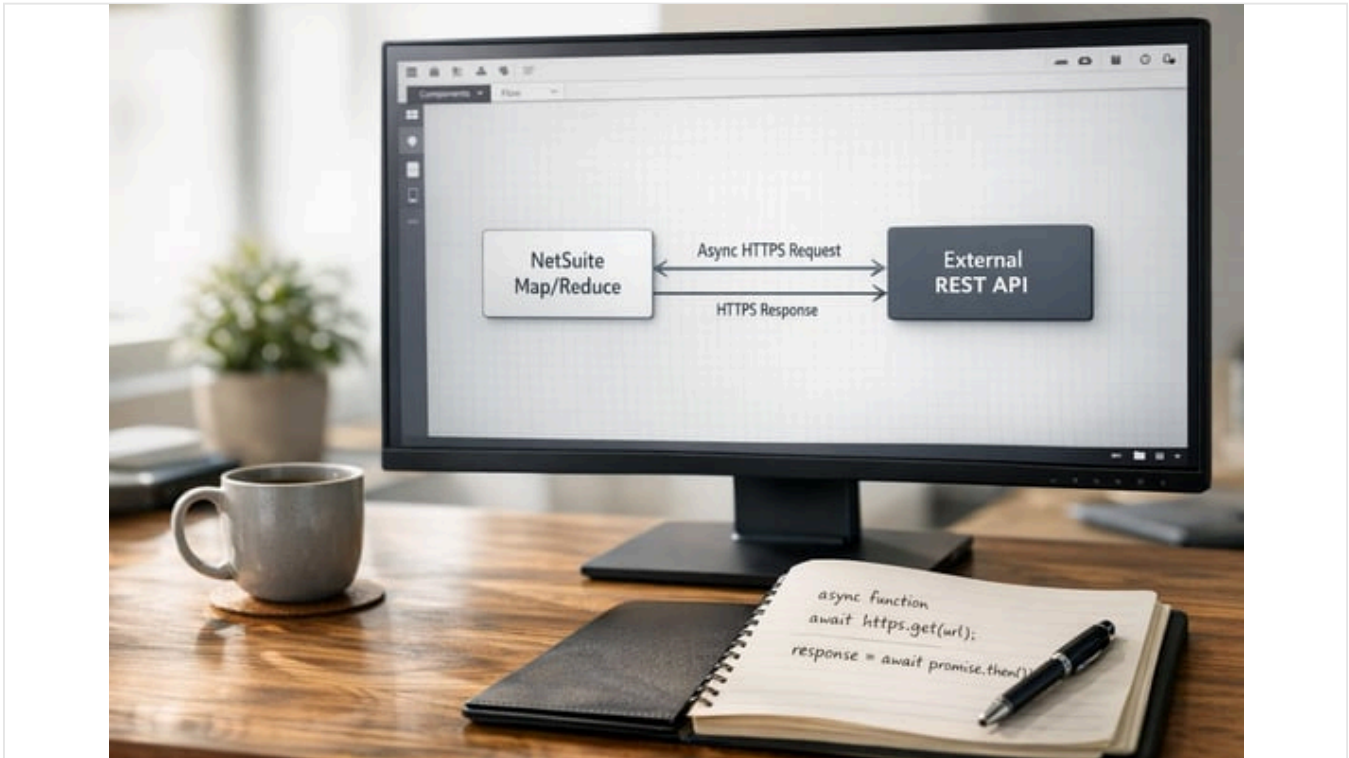 Components
Flow
NetSuite
Map/Reduce
Async HTTPS Request
HTTPS Response
External
REST API
async function
await https.get(url);
response = await promise.then()